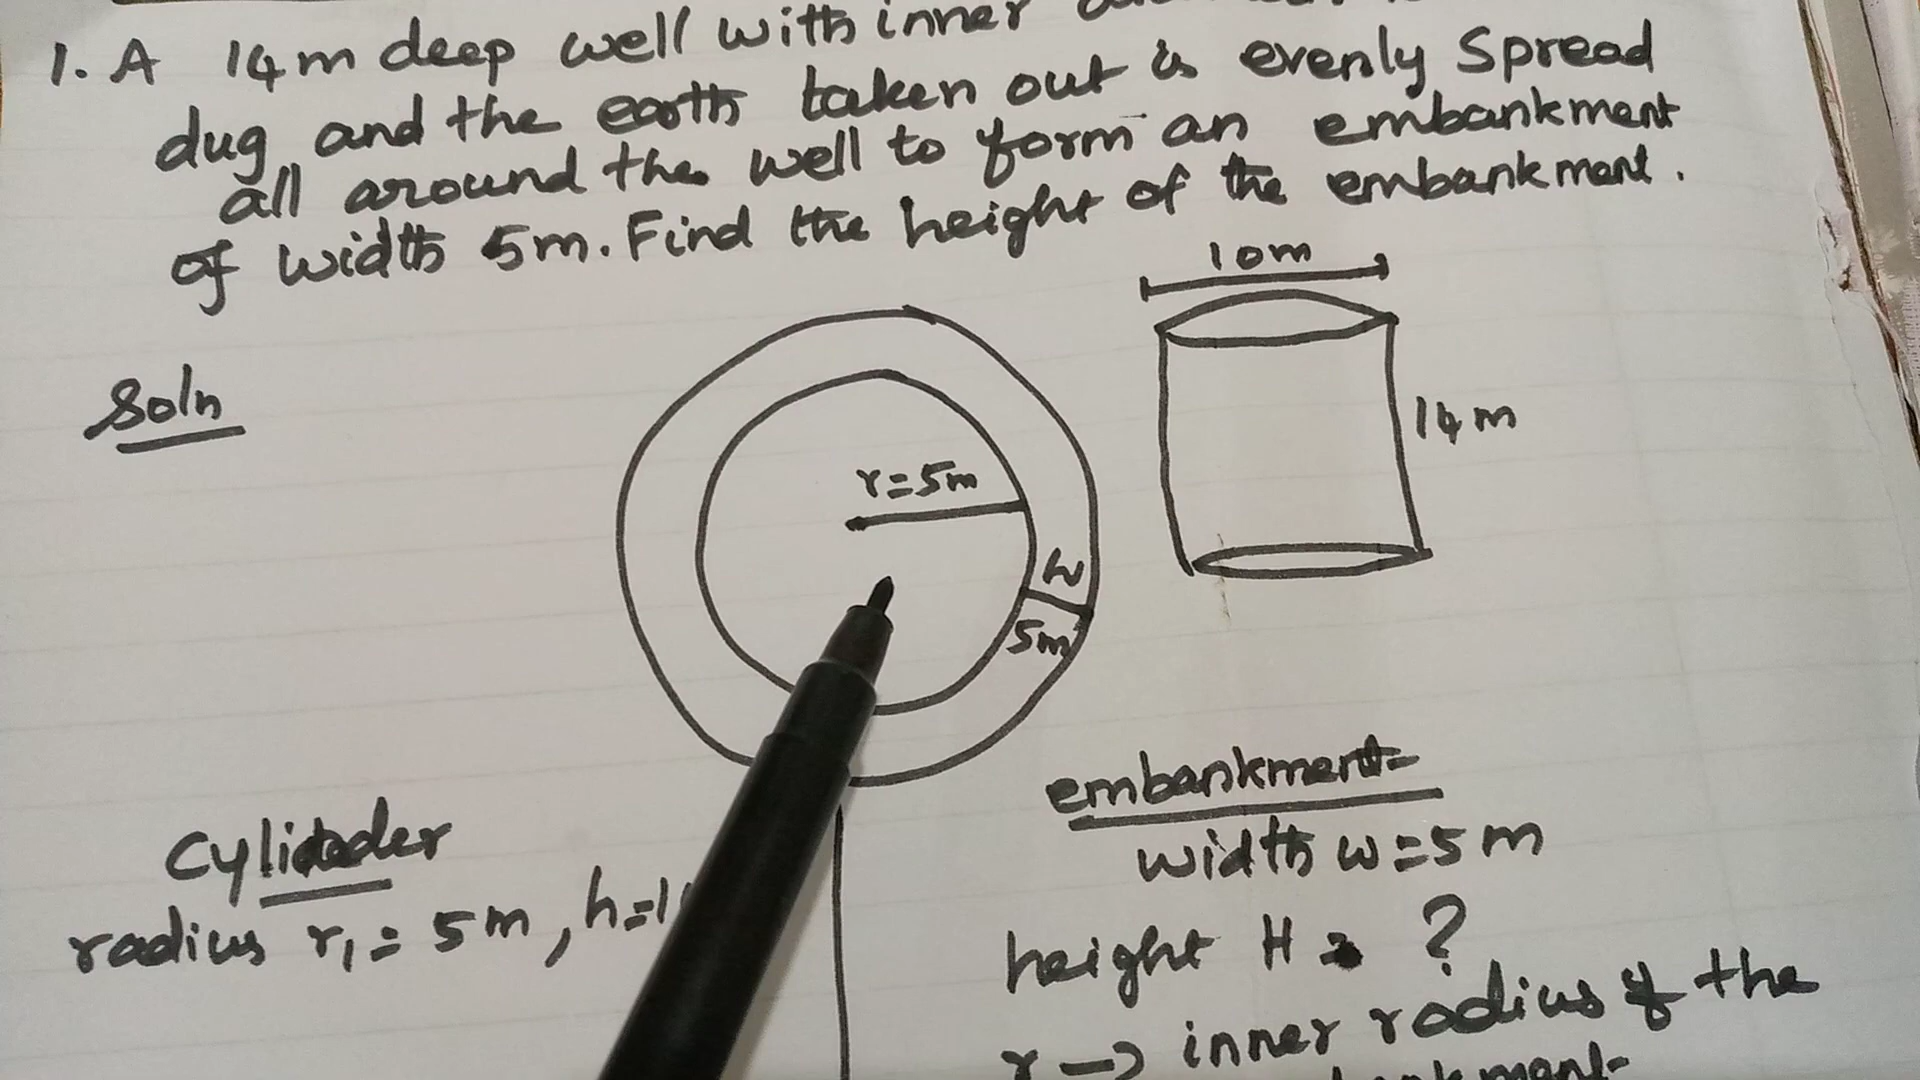 1. A 14m deep well with inner
dug and the earth taken out is evenly spread
all around the well to form an embankment
of width 5m. Find the height of the embankment.
10m
Soln
14m
r=5m
w
5m
embankment
Cylinder
width w=5m
radius r₁= 5m, h=1
height H = ?
r → inner radius of the